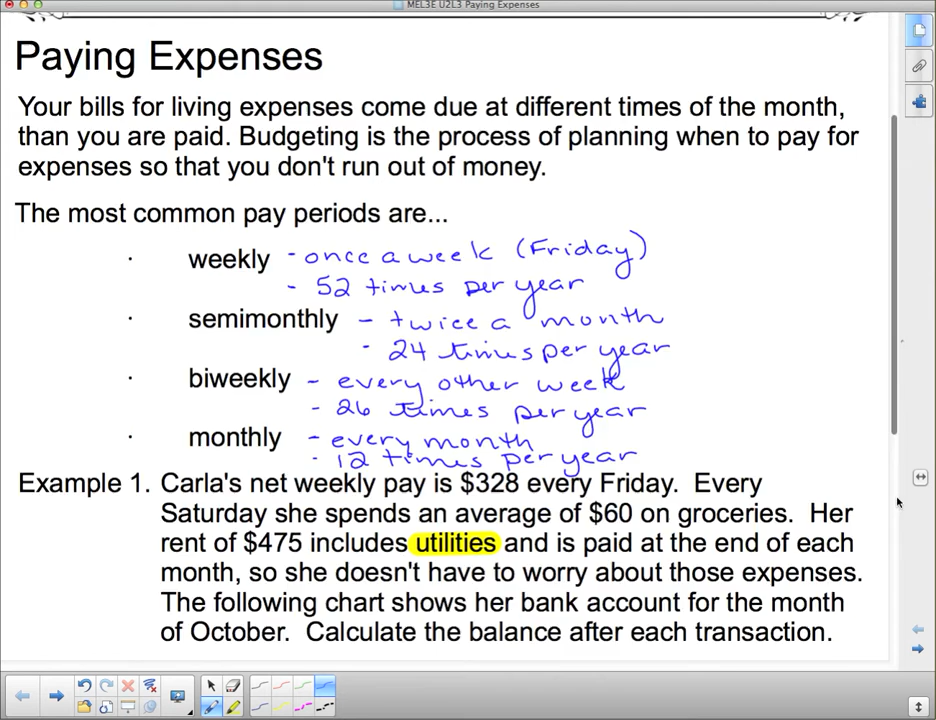 MEL3E U2L3 Paying Expenses
Paying Expenses
Your bills for living expenses come due at different times of the month,
than you are paid. Budgeting is the process of planning when to pay for
expenses so that you don't run out of money.
The most common pay periods are...
· weekly - once a week (Friday)
- 52 times per year
· semimonthly - twice a month
- 24 times per year
· biweekly - every other week
- 26 times per year
· monthly - every month
- 12 times per year
Example 1. Carla's net weekly pay is $328 every Friday. Every
Saturday she spends an average of $60 on groceries. Her
rent of $475 includes utilities and is paid at the end of each
month, so she doesn't have to worry about those expenses.
The following chart shows her bank account for the month
of October. Calculate the balance after each transaction.